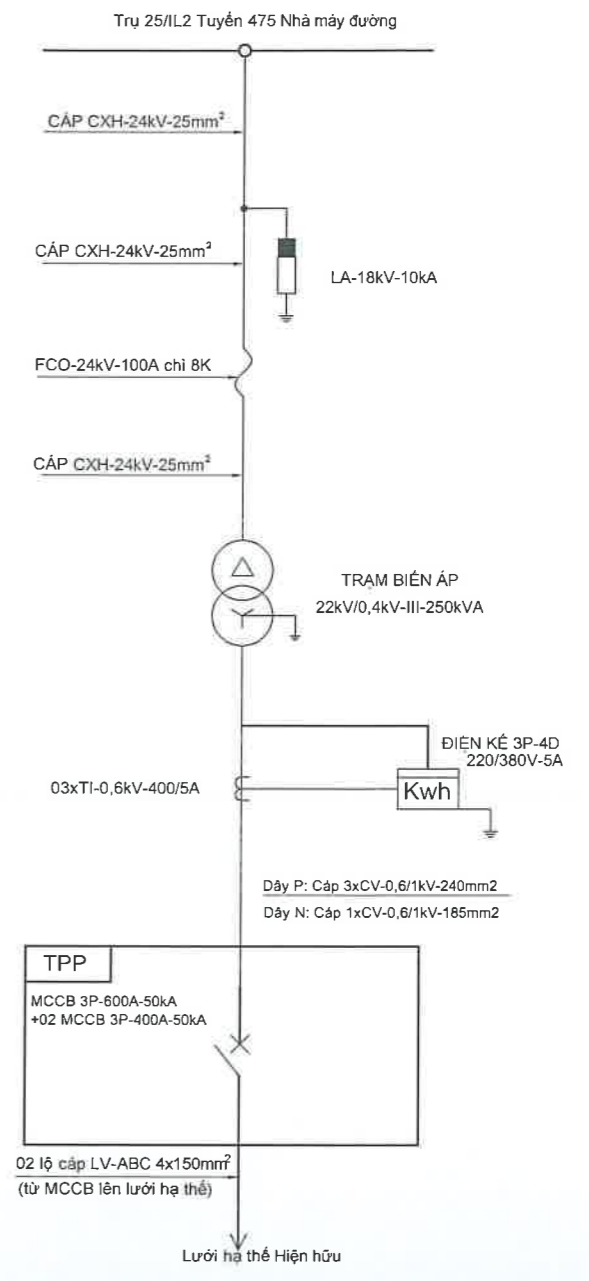 Trụ 25/IL2 Tuyến 475 Nhà máy đường
CÁP CXH-24kV-25mm²
CÁP CXH-24kV-25mm²
LA-18kV-10kA
FCO-24kV-100A chì 8K
CÁP CXH-24kV-25mm²
TRẠM BIẾN ÁP
22kV/0,4kV-III-250kVA
ĐIỆN KẾ 3P-4D
220/380V-5A
03xTI-0,6kV-400/5A
Kwh
Dây P: Cáp 3xCV-0,6/1kV-240mm2
Dây N: Cáp 1xCV-0,6/1kV-185mm2
TPP
MCCB 3P-600A-50kA
+02 MCCB 3P-400A-50kA
02 lộ cáp LV-ABC 4x150mm²
(từ MCCB lên lưới hạ thế)
Lưới hạ thế Hiện hữu